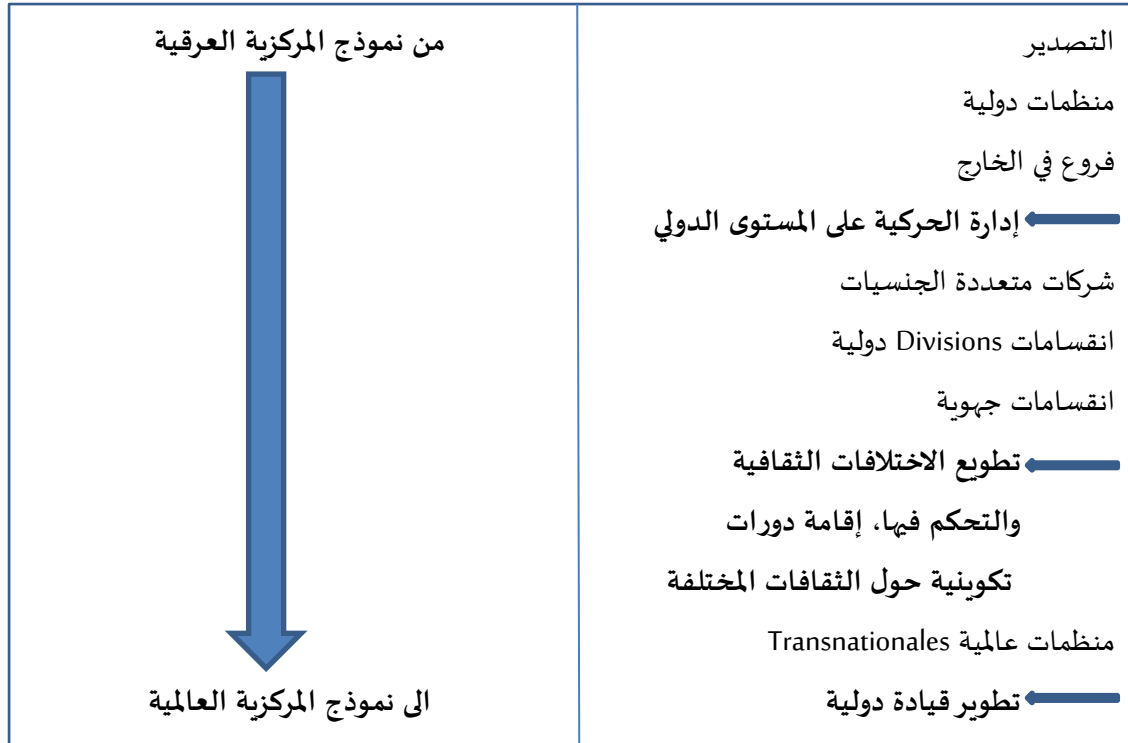 التصدير
منظمات دولية
فروع في الخارج
إدارة الحركية على المستوى الدولي
شركات متعددة الجنسيات
انقسامات Divisions دولية
انقسامات جهوية
تطويع الاختلافات الثقافية
والتحكم فيها، إقامة دورات
تكوينية حول الثقافات المختلفة
منظمات عالمية Transnationales
تطوير قيادة دولية
من نموذج المركزية العرقية
الى نموذج المركزية العالمية